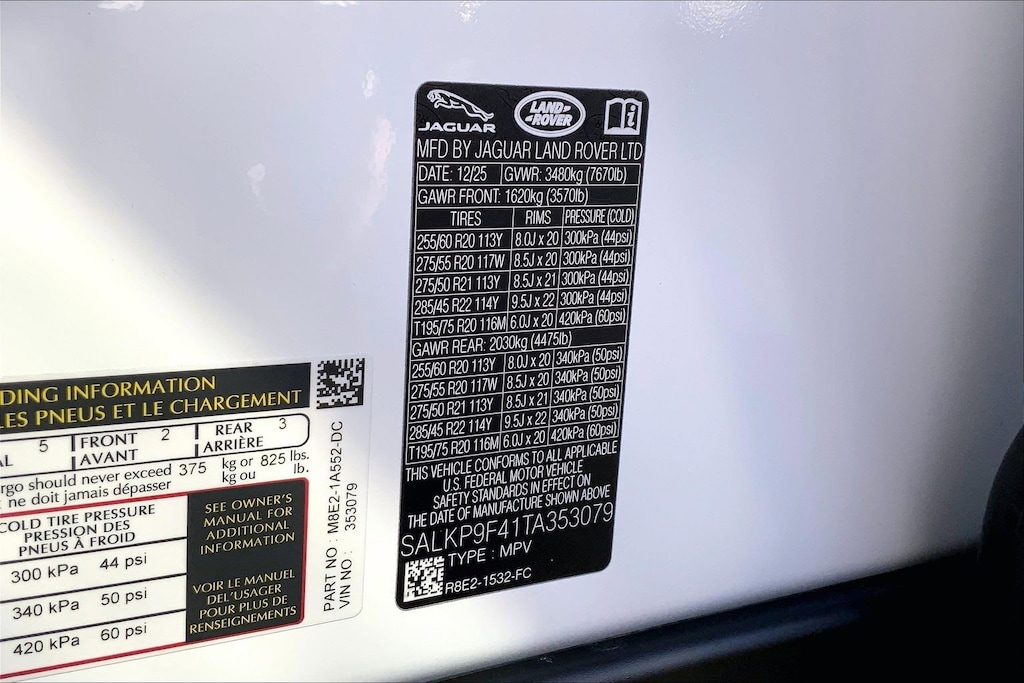 JAGUAR
LAND ROVER
MFD BY JAGUAR LAND ROVER LTD
DATE: 12/25 GVWR: 3480kg (7670lb)
GAWR FRONT: 1620kg (3570lb)
TIRES RIMS PRESSURE (COLD)
255/60 R20 113Y 8.0J x 20 300kPa (44psi)
275/55 R20 117W 8.5J x 20 300kPa (44psi)
275/50 R21 113Y 8.5J x 21 300kPa (44psi)
285/45 R22 114Y 9.5J x 22 300kPa (44psi)
T195/75 R20 116M 6.0J x 20 420kPa (60psi)
GAWR REAR: 2030kg (4475lb)
255/60 R20 113Y 8.0J x 20 340kPa (50psi)
275/55 R20 117W 8.5J x 20 340kPa (50psi)
275/50 R21 113Y 8.5J x 21 340kPa (50psi)
285/45 R22 114Y 9.5J x 22 340kPa (50psi)
T195/75 R20 116M 6.0J x 20 420kPa (60psi)
THIS VEHICLE CONFORMS TO ALL APPLICABLE
U.S. FEDERAL MOTOR VEHICLE
SAFETY STANDARDS IN EFFECT ON
THE DATE OF MANUFACTURE SHOWN ABOVE
SALKP9F41TA353079
TYPE : MPV
R8E2-1532-FC
DING INFORMATION
LES PNEUS ET LE CHARGEMENT
AL 5 FRONT 2 REAR 3
AVANT ARRIÈRE
rgo should never exceed 375 kg or 825 lbs.
ne doit jamais dépasser kg ou lb.
COLD TIRE PRESSURE
PRESSION DES
PNEUS À FROID
300 kPa 44 psi
340 kPa 50 psi
420 kPa 60 psi
SEE OWNER'S
MANUAL FOR
ADDITIONAL
INFORMATION
VOIR LE MANUEL
DEL'USAGER
POUR PLUS DE
RENSEIGNEMENTS
PART NO : M8E2-1A552-DC
VIN NO : 353079